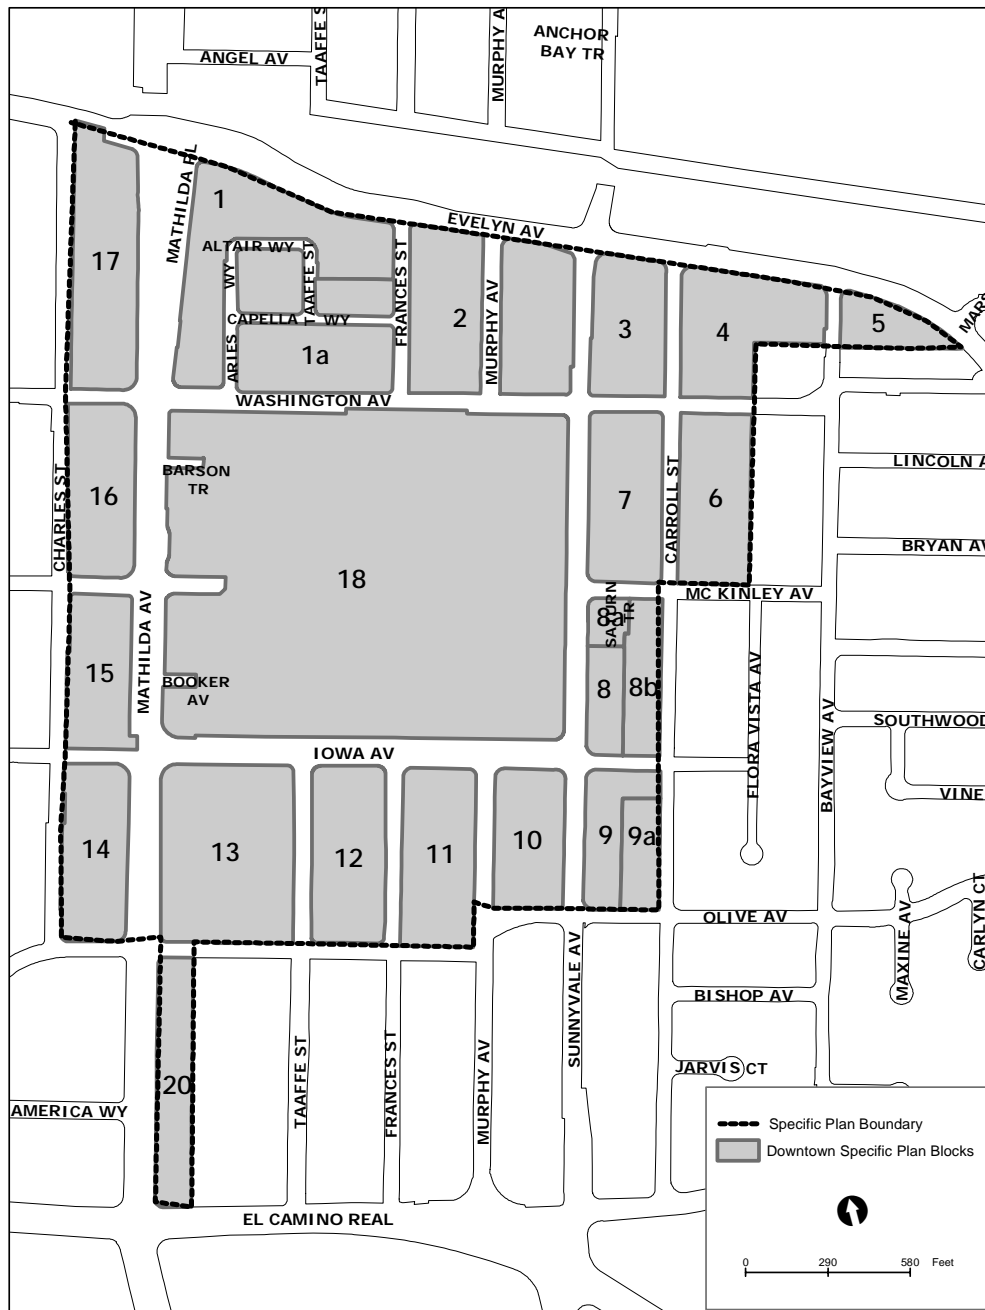 ANCHOR
BAY TR
ANGEL AV
TAAFFE S
MURPHY A
MATHILDA PL
1
EVELYN AV
ALTAIR WY
17
TAAFFE ST
FRANCES ST
ARIES WY
MURPHY AV
2
3
4
5
MARS
CAPELLA WY
1a
WASHINGTON AV
LINCOLN A
BARSON
TR
CHARLES ST
16
7
CARROLL ST
6
BRYAN AV
18
MC KINLEY AV
SATURN
TR
8a
MATHILDA AV
15
BOOKER
AV
8
8b
FLORA VISTA AV
BAYVIEW AV
SOUTHWOOD
IOWA AV
VINE
14
13
12
11
10
9
9a
OLIVE AV
MAXINE AV
CARLYN CT
SUNNYVALE AV
BISHOP AV
TAAFFE ST
FRANCES ST
MURPHY AV
JARVIS CT
20
AMERICA WY
EL CAMINO REAL
Specific Plan Boundary
Downtown Specific Plan Blocks
0 290 580 Feet